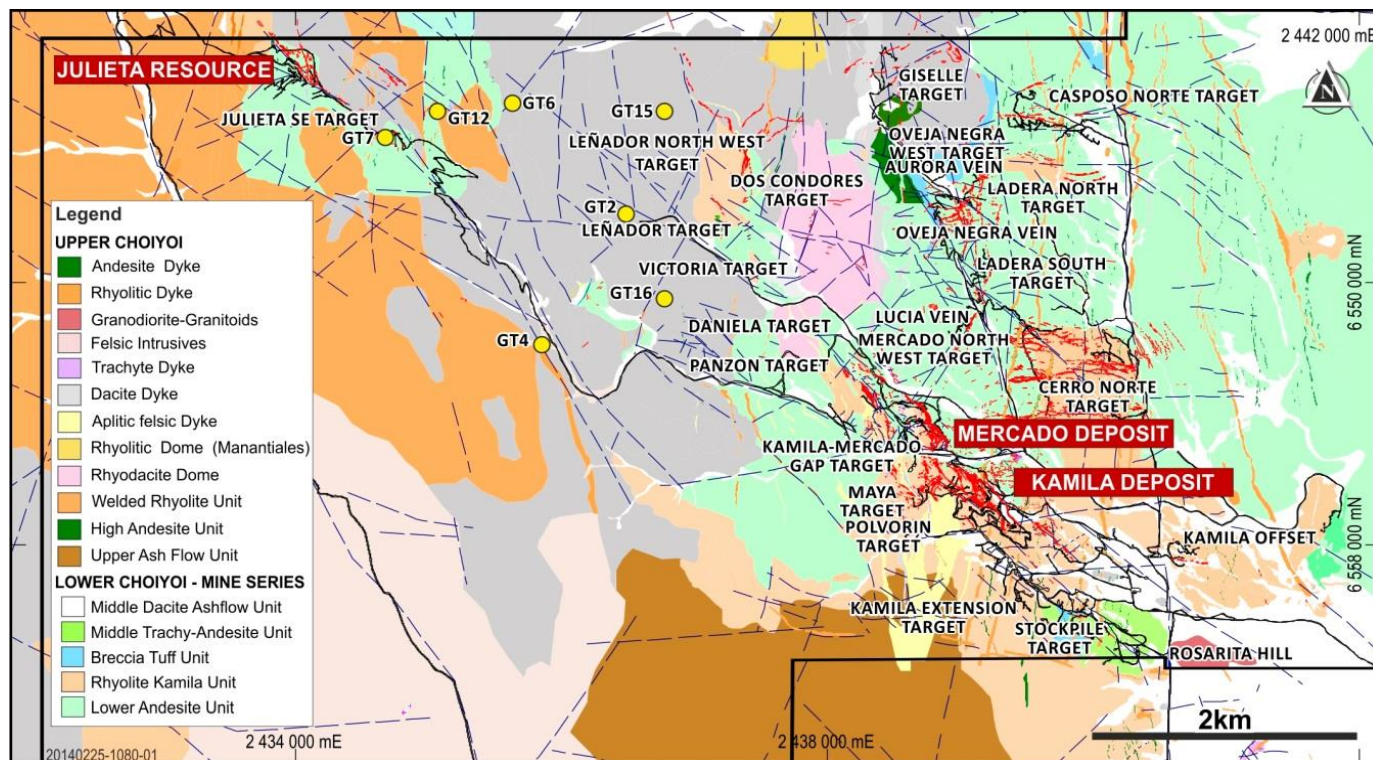 2 442 000 mE
N
JULIETA RESOURCE
GISELLE
TARGET
CASPOSO NORTE TARGET
JULIETA SE TARGET
GT7
GT12
GT6
GT15
LEÑADOR NORTH WEST
TARGET
OVEJA NEGRA
WEST TARGET
AURORA VEIN
DOS CONDORES
TARGET
LADERA NORTH
TARGET
GT2
LEÑADOR TARGET
OVEJA NEGRA VEIN
VICTORIA TARGET
LADERA SOUTH
TARGET
GT16
6 550 000 mN
DANIELA TARGET
LUCIA VEIN
MERCADO NORTH
WEST TARGET
GT4
PANZON TARGET
CERRO NORTE
TARGET
MERCADO DEPOSIT
KAMILA-MERCADO
GAP TARGET
KAMILA DEPOSIT
MAYA
TARGET
POLVORIN
TARGET
KAMILA OFFSET
6 558 000 mN
KAMILA EXTENSION
TARGET
STOCKPILE
TARGET
ROSARITA HILL
2km
2 434 000 mE
2 438 000 mE
20140225-1080-01
Legend
UPPER CHOIYOI
Andesite Dyke
Rhyolitic Dyke
Granodiorite-Granitoids
Felsic Intrusives
Trachyte Dyke
Dacite Dyke
Aplitic felsic Dyke
Rhyolitic Dome (Manantiales)
Rhyodacite Dome
Welded Rhyolite Unit
High Andesite Unit
Upper Ash Flow Unit
LOWER CHOIYOI - MINE SERIES
Middle Dacite Ashflow Unit
Middle Trachy-Andesite Unit
Breccia Tuff Unit
Rhyolite Kamila Unit
Lower Andesite Unit